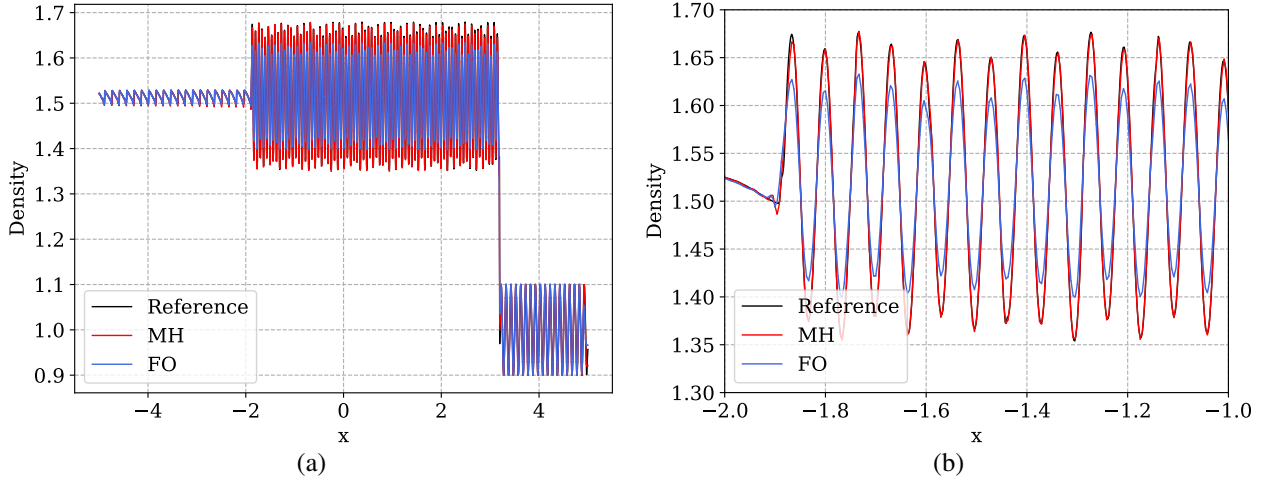 1.7
1.6
1.5
1.4
1.3
1.2
1.1
1.0
0.9
Density
Reference
MH
FO
−4
−2
0
2
4
x
(a)
1.70
1.65
1.60
1.55
1.50
1.45
1.40
1.35
1.30
Density
Reference
MH
FO
−2.0
−1.8
−1.6
−1.4
−1.2
−1.0
x
(b)